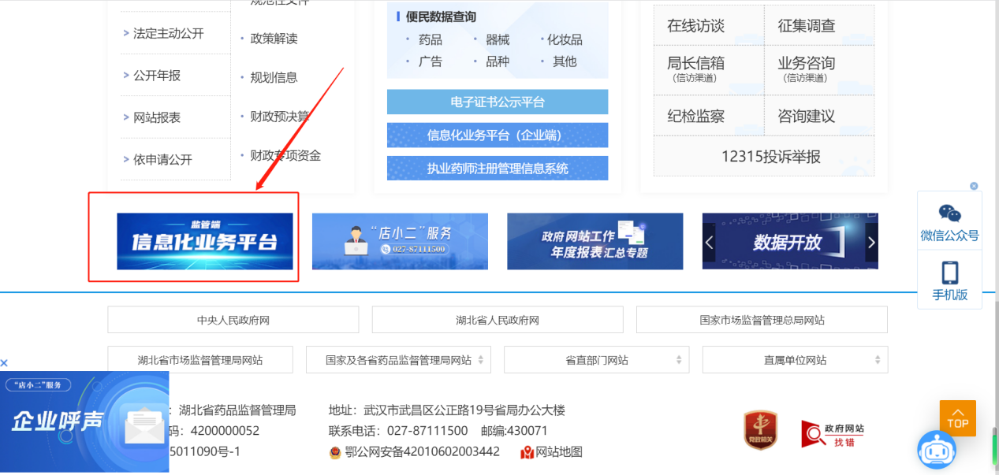 规范性文件
法定主动公开
政策解读
公开年报
规划信息
网站报表
财政预决算
依申请公开
财政专项资金
便民数据查询
药品
器械
化妆品
广告
品种
其他
电子证书公示平台
信息化业务平台（企业端）
执业药师注册管理信息系统
在线访谈
征集调查
局长信箱
（信访渠道）
业务咨询
（信访渠道）
纪检监察
咨询建议
12315投诉举报
监管端
信息化业务平台
“店小二”服务
027-87111500
政府网站工作
年度报表汇总专题
数据开放
微信公众号
手机版
中央人民政府网
湖北省人民政府网
国家市场监督管理总局网站
湖北省市场监督管理局网站
国家及各省药品监督管理局网站
省直部门网站
直属单位网站
“店小二”服务
企业呼声
：湖北省药品监督管理局
码：4200000052
5011090号-1
地址：武汉市武昌区公正路19号省局办公大楼
联系电话：027-87111500 邮编:430071
鄂公网安备42010602003442
网站地图
党政机关
政府网站
找错
TOP